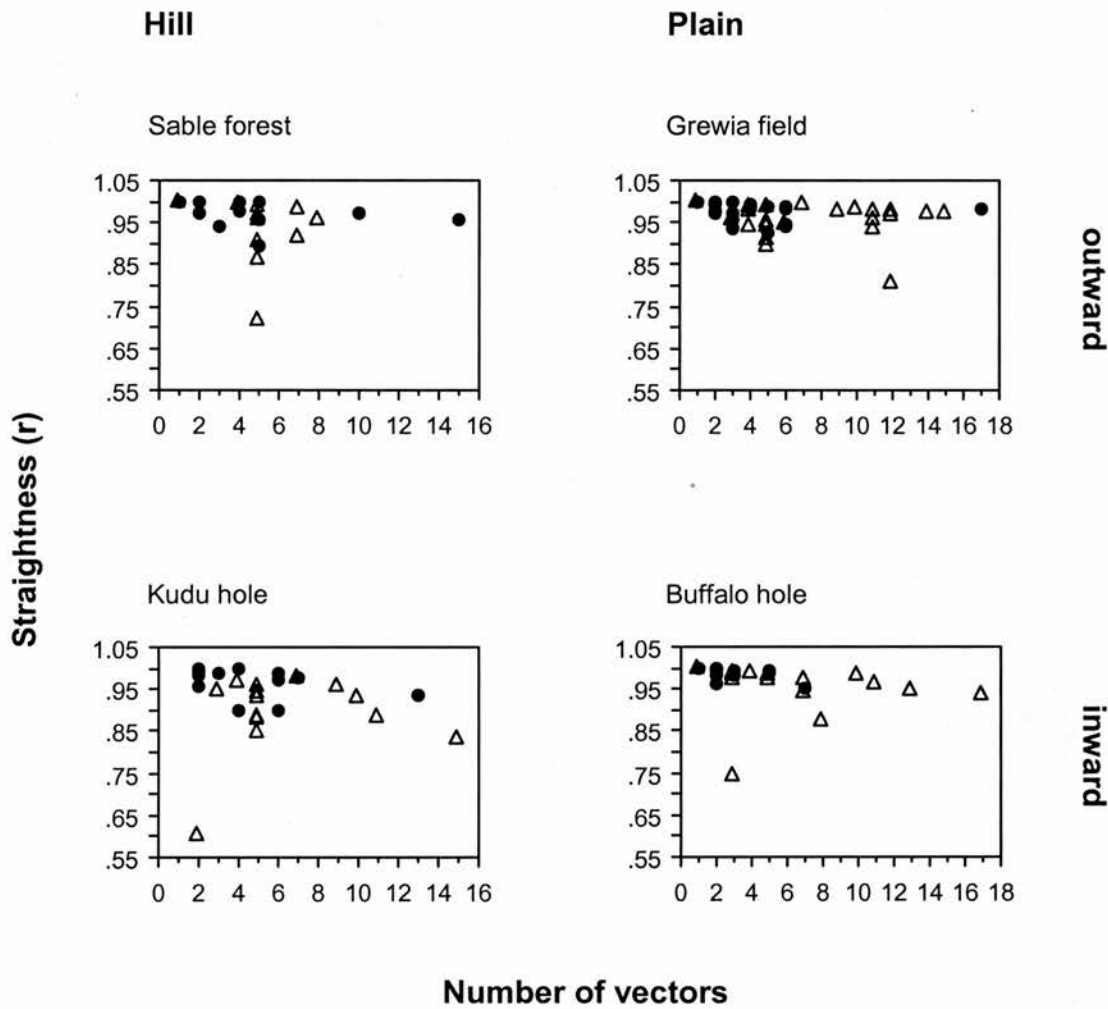 Hill Plain
Sable forest Grewia field
1.05 1.05
.95 .95
.85 .85
.75 .75
.65 .65
.55 .55
0 2 4 6 8 10 12 14 16 0 2 4 6 8 10 12 14 16 18
outward
Straightness (r)
Kudu hole Buffalo hole
1.05 1.05
.95 .95
.85 .85
.75 .75
.65 .65
.55 .55
0 2 4 6 8 10 12 14 16 0 2 4 6 8 10 12 14 16 18
inward
Number of vectors